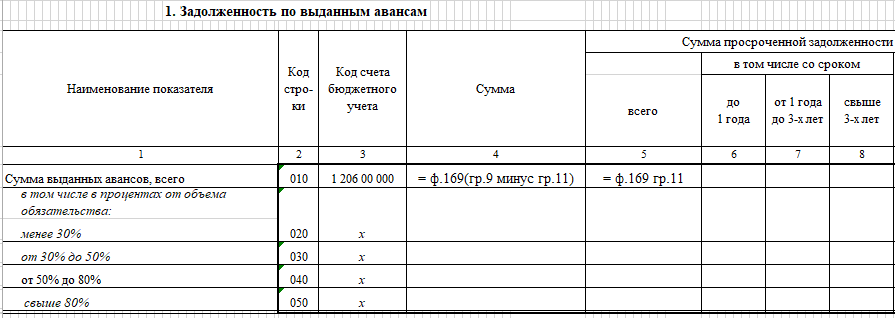 1. Задолженность по выданным авансам
Наименование показателя
Код
стро-
ки
Код счета
бюджетного
учета
Сумма
Сумма просроченной задолженности
всего
в том числе со сроком
до
1 года
от 1 года
до 3-х лет
свыше
3-х лет
1 2 3 4 5 6 7 8
Сумма выданных авансов, всего 010 1 206 00 000 = ф.169(гр.9 минус гр.11) = ф.169 гр.11
в том числе в процентах от объема
обязательства:
менее 30% 020 х
от 30% до 50% 030 х
от 50% до 80% 040 х
свыше 80% 050 х